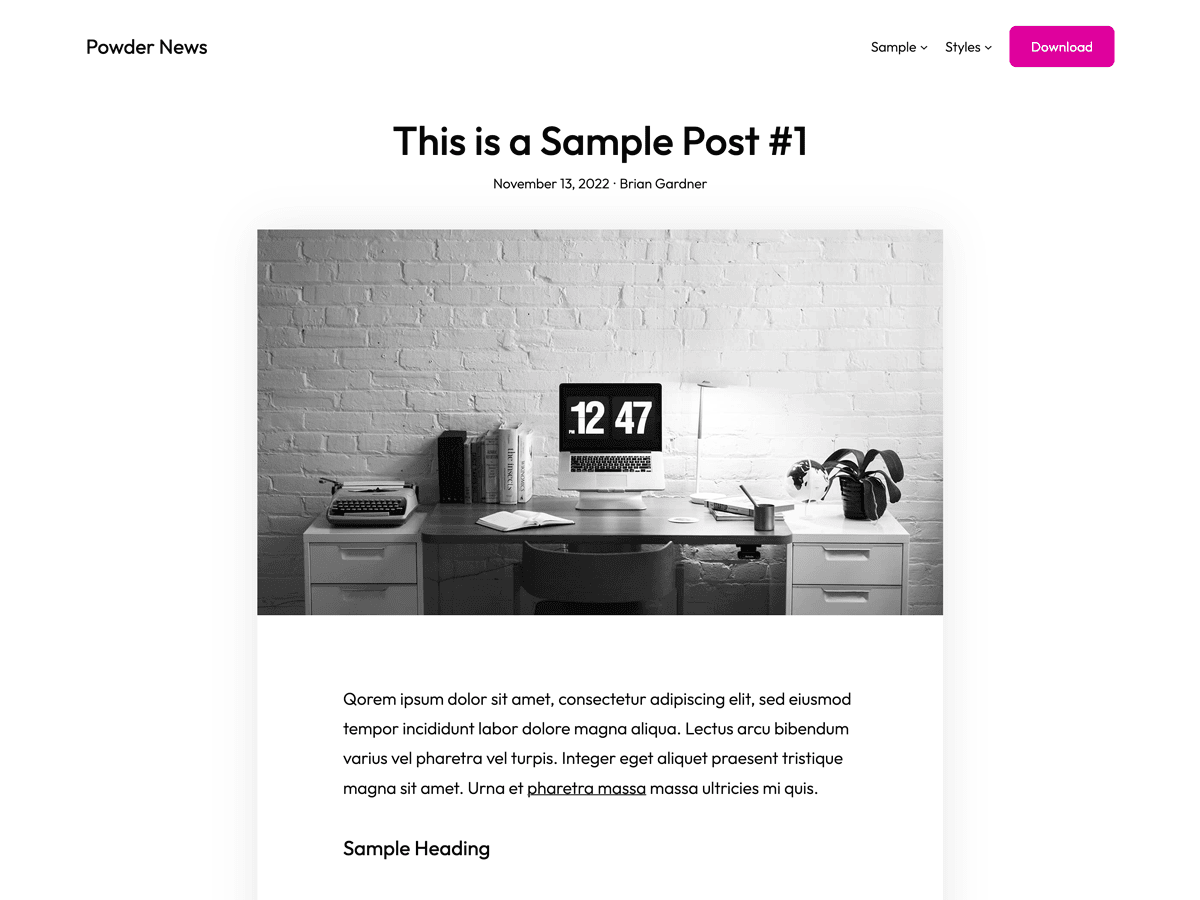 Powder News
Sample
Styles
Download
This is a Sample Post #1
November 13, 2022 · Brian Gardner
PM 12 47
the insects
Qorem ipsum dolor sit amet, consectetur adipiscing elit, sed eiusmod
tempor incididunt labor dolore magna aliqua. Lectus arcu bibendum
varius vel pharetra vel turpis. Integer eget aliquet praesent tristique
magna sit amet. Urna et pharetra massa massa ultricies mi quis.
Sample Heading